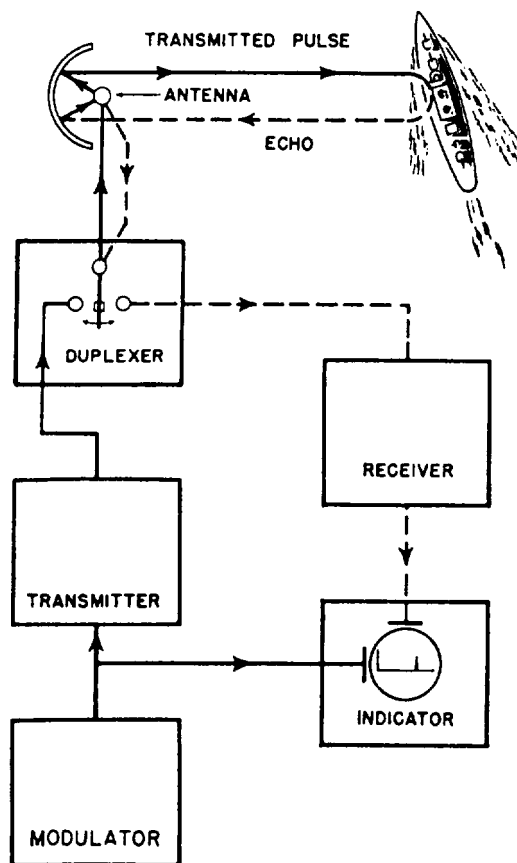 TRANSMITTED PULSE
ANTENNA
ECHO
DUPLEXER
RECEIVER
TRANSMITTER
INDICATOR
MODULATOR